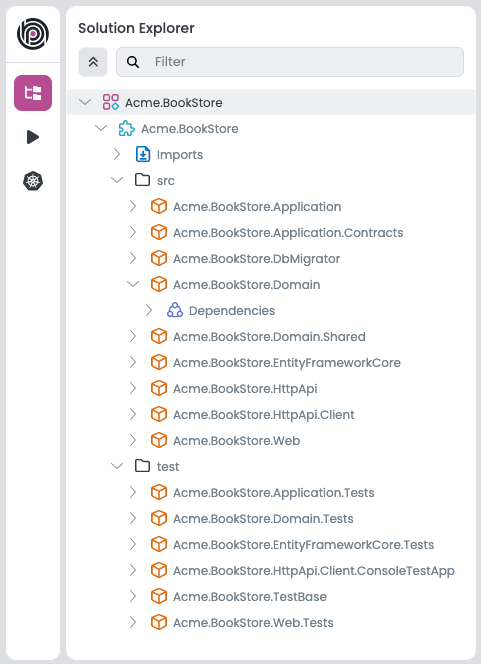 Solution Explorer
Filter
Acme.BookStore
Acme.BookStore
Imports
src
Acme.BookStore.Application
Acme.BookStore.Application.Contracts
Acme.BookStore.DbMigrator
Acme.BookStore.Domain
Dependencies
Acme.BookStore.Domain.Shared
Acme.BookStore.EntityFrameworkCore
Acme.BookStore.HttpApi
Acme.BookStore.HttpApi.Client
Acme.BookStore.Web
test
Acme.BookStore.Application.Tests
Acme.BookStore.Domain.Tests
Acme.BookStore.EntityFrameworkCore.Tests
Acme.BookStore.HttpApi.Client.ConsoleTestApp
Acme.BookStore.TestBase
Acme.BookStore.Web.Tests